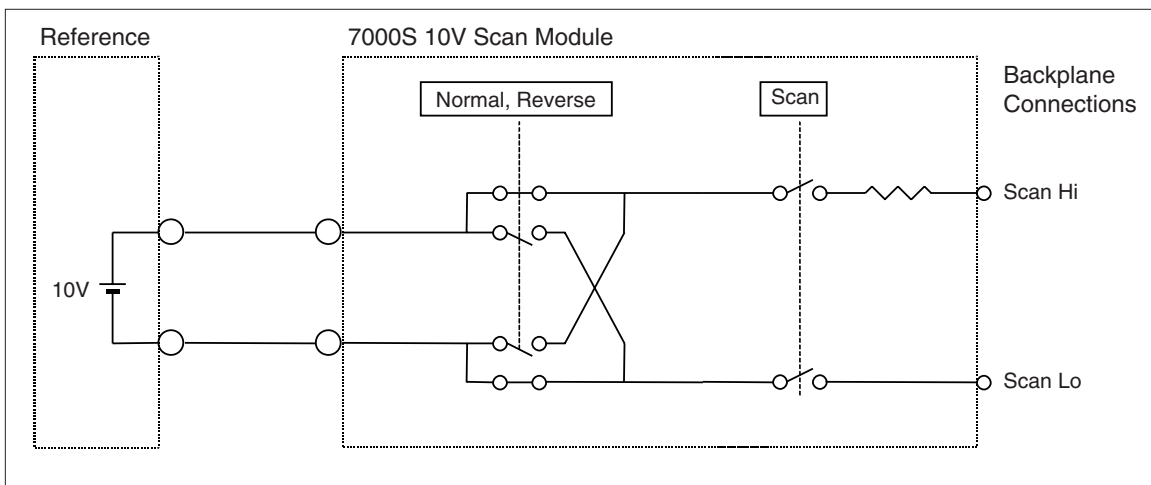 Reference
7000S 10V Scan Module
Backplane
Connections
Normal, Reverse
Scan
Scan Hi
10V
Scan Lo